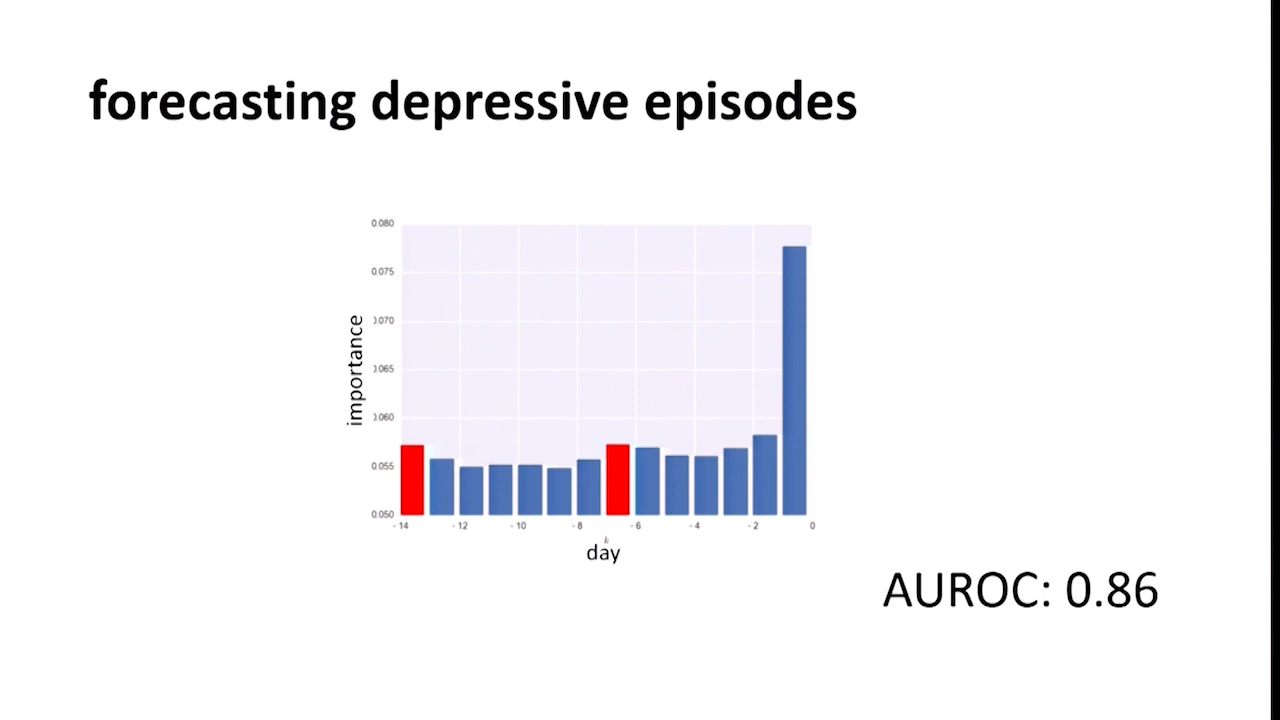 forecasting depressive episodes
0.080
0.075
0.070
0.065
0.060
0.055
0.050
importance
- 14 - 12 - 10 - 8 - 6 - 4 - 2 0
k
day
AUROC: 0.86